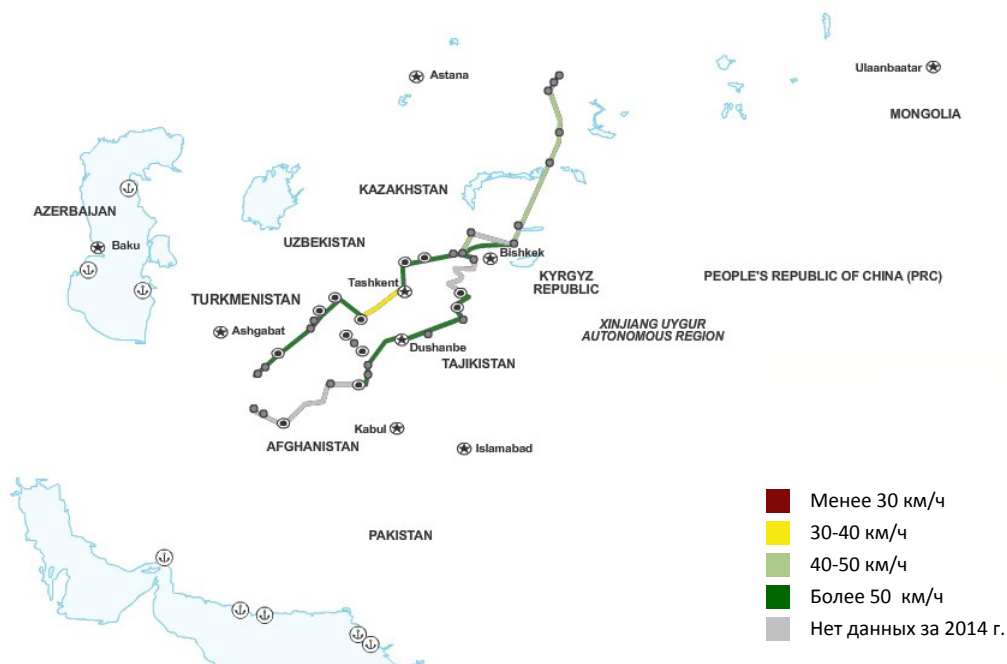 Ulaanbaatar
Astana
MONGOLIA
KAZAKHSTAN
AZERBAIJAN
UZBEKISTAN
Baku
Bishkek
KYRGYZ
REPUBLIC
PEOPLE'S REPUBLIC OF CHINA (PRC)
Tashkent
TURKMENISTAN
XINJIANG UYGUR
AUTONOMOUS REGION
Ashgabat
Dushanbe
TAJIKISTAN
Kabul
AFGHANISTAN
Islamabad
PAKISTAN
Менее 30 км/ч
30-40 км/ч
40-50 км/ч
Более 50 км/ч
Нет данных за 2014 г.